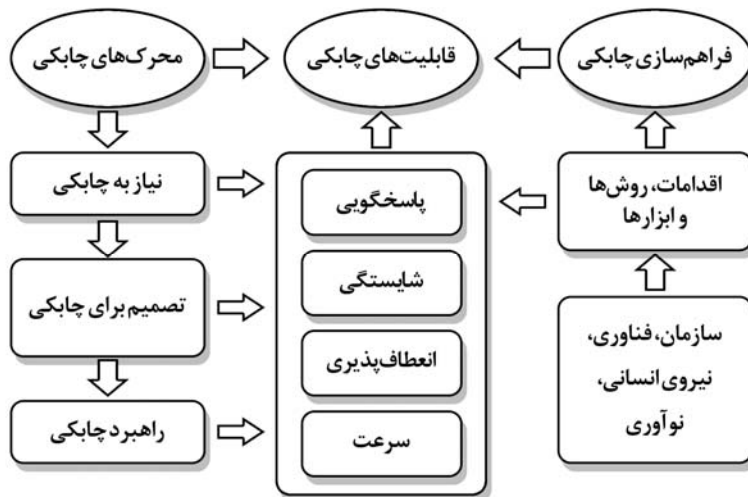 محرک‌های چابکی
قابلیت‌های چابکی
فراهم‌سازی چابکی
نیاز به چابکی
تصمیم برای چابکی
راهبرد چابکی
پاسخگویی
شایستگی
انعطاف‌پذیری
سرعت
اقدامات، روش‌ها
و ابزارها
سازمان، فناوری،
نیروی انسانی،
نوآوری